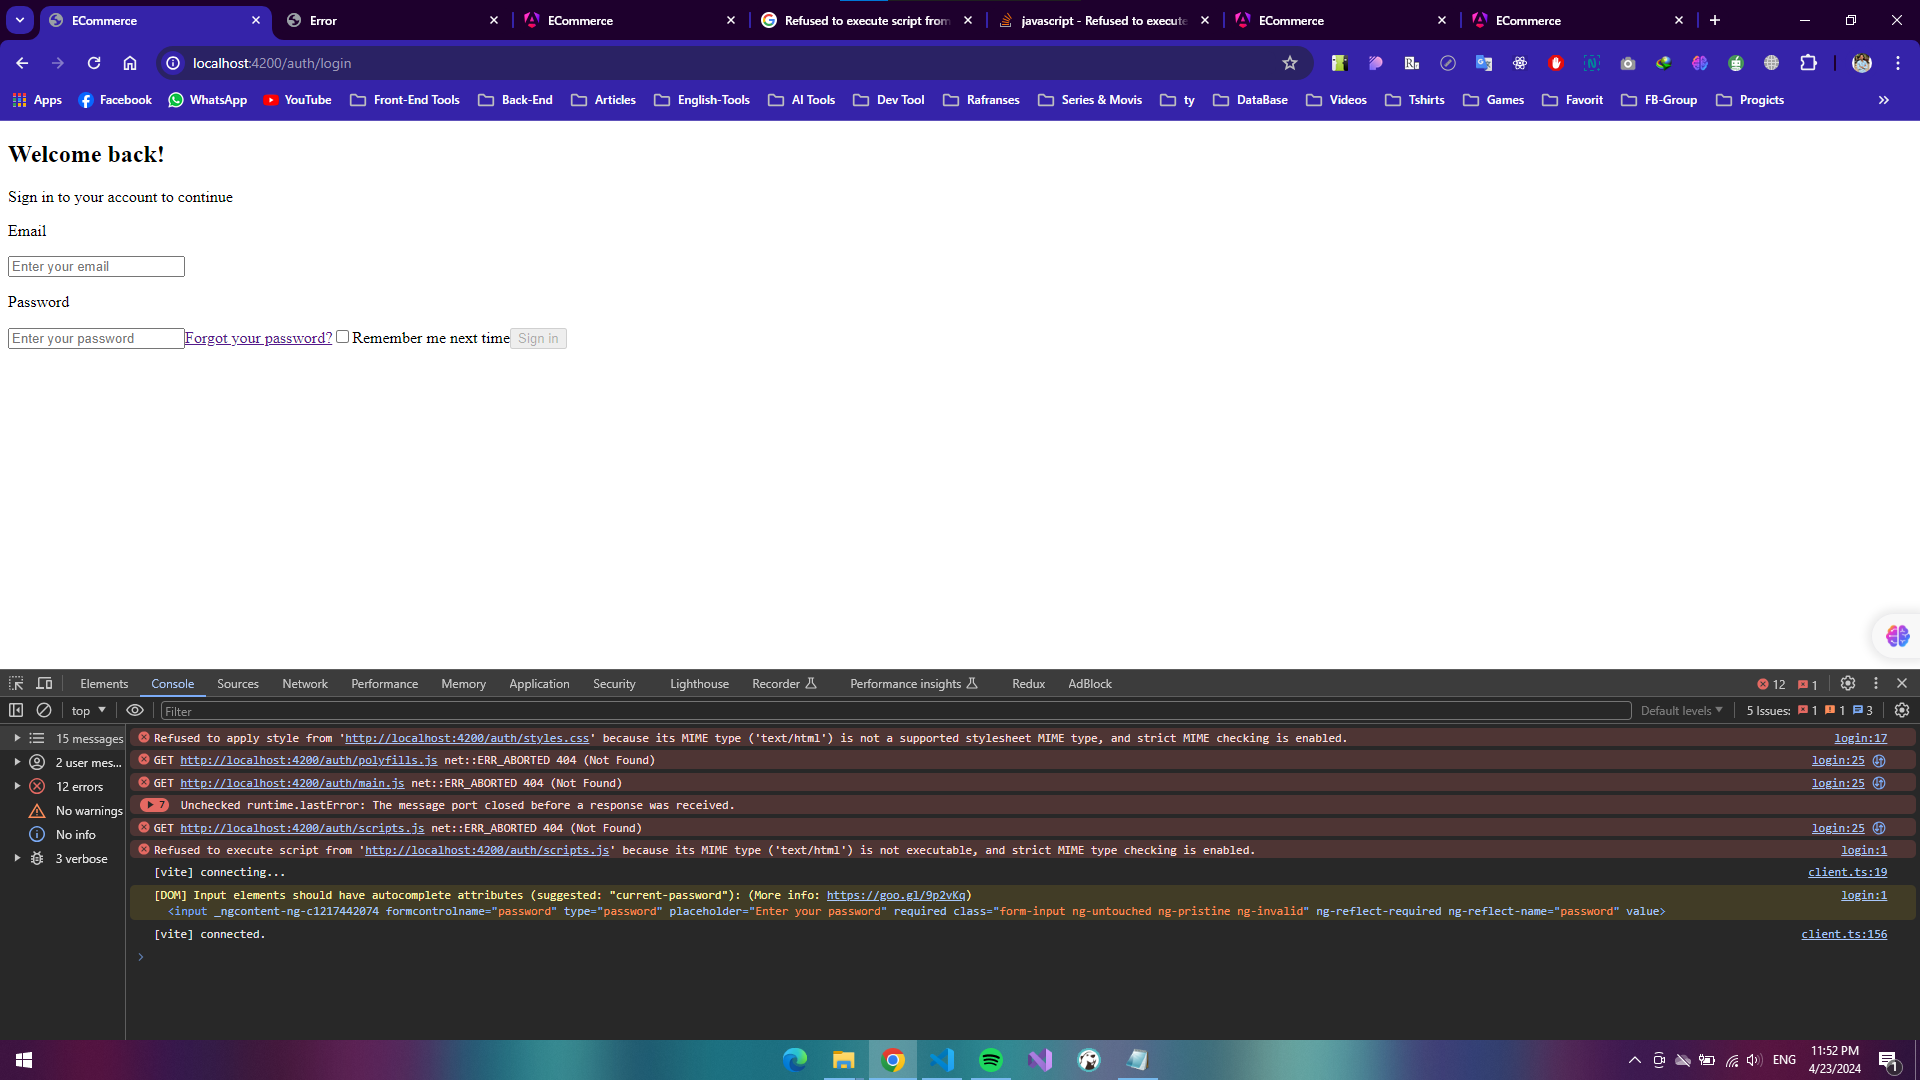 ECommerce
Error
ECommerce
Refused to execute script from
javascript - Refused to execute
ECommerce
ECommerce
localhost:4200/auth/login
Apps
Facebook
WhatsApp
YouTube
Front-End Tools
Back-End
Articles
English-Tools
AI Tools
Dev Tool
Rafranses
Series & Movis
ty
DataBase
Videos
Tshirts
Games
Favorit
FB-Group
Progicts
Welcome back!
Sign in to your account to continue
Email
Enter your email
Password
Enter your password Forgot your password? Remember me next time Sign in
Elements Console Sources Network Performance Memory Application Security Lighthouse Recorder Performance insights Redux AdBlock 12 1
top Filter Default levels 5 Issues: 1 1 3
15 messages
2 user mes...
12 errors
No warnings
No info
3 verbose
Refused to apply style from 'http://localhost:4200/auth/styles.css' because its MIME type ('text/html') is not a supported stylesheet MIME type, and strict MIME checking is enabled. login:17
GET http://localhost:4200/auth/polyfills.js net::ERR_ABORTED 404 (Not Found) login:25
GET http://localhost:4200/auth/main.js net::ERR_ABORTED 404 (Not Found) login:25
7 Unchecked runtime.lastError: The message port closed before a response was received.
GET http://localhost:4200/auth/scripts.js net::ERR_ABORTED 404 (Not Found) login:25
Refused to execute script from 'http://localhost:4200/auth/scripts.js' because its MIME type ('text/html') is not executable, and strict MIME type checking is enabled. login:1
[vite] connecting... client.ts:19
[DOM] Input elements should have autocomplete attributes (suggested: "current-password"): (More info: https://goo.gl/9p2vKq) login:1
<input _ngcontent-ng-c1217442074 formcontrolname="password" type="password" placeholder="Enter your password" required class="form-input ng-untouched ng-pristine ng-invalid" ng-reflect-required ng-reflect-name="password" value>
[vite] connected. client.ts:156
ENG
11:52 PM
4/23/2024
1